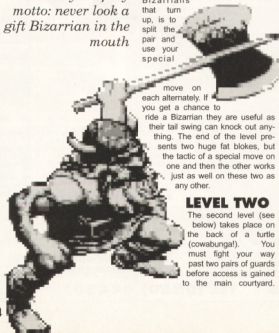 motto: never look a
gift Bizarrian in the
mouth
Bizarrians
that turn
up, is to
split the
pair and
use your
special
move on
each alternately. If
you get a chance to
ride a Bizarrian they are useful as
their tail swing can knock out any-
thing. The end of the level pre-
sents two huge fat blokes, but
the tactic of a special move on
one and then the other works
just as well on these two as
any other.
LEVEL TWO
The second level (see
below) takes place on
the back of a turtle
(cowabunga!). You
must fight your way
past two pairs of guards
before access is gained
to the main courtyard.